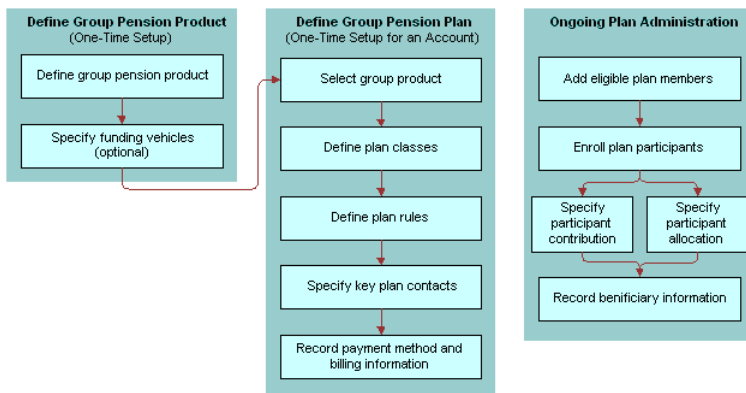 Define Group Pension Product
(One-Time Setup)
Define group pension product
Specify funding vehicles
(optional)
Define Group Pension Plan
(One-Time Setup for an Account)
Select group product
Define plan classes
Define plan rules
Specify key plan contacts
Record payment method and
billing information
Ongoing Plan Administration
Add eligible plan members
Enroll plan participants
Specify
participant
contribution
Specify
participant
allocation
Record benificiary information